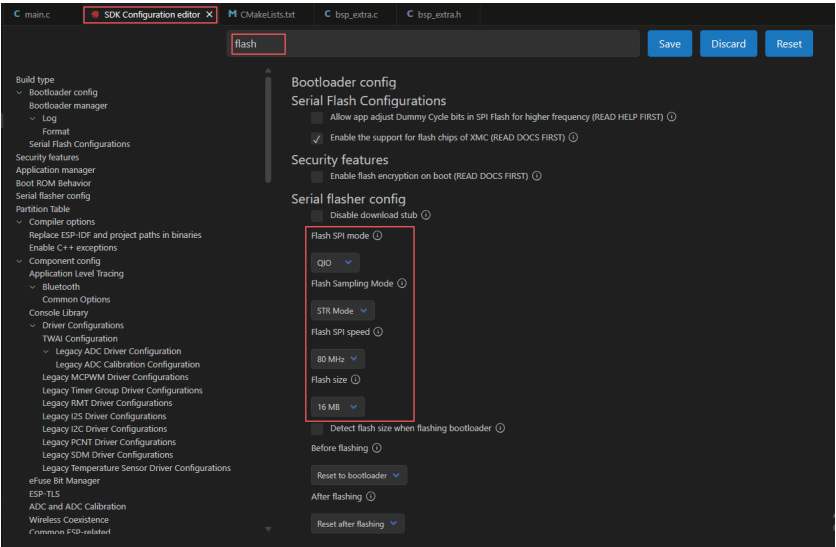 main.c SDK Configuration editor CMakeLists.txt bsp_extra.c bsp_extra.h
flash Save Discard Reset
Build type
Bootloader config
Bootloader manager
Log
Format
Serial Flash Configurations
Security features
Application manager
Boot ROM Behavior
Serial flasher config
Partition Table
Compiler options
Replace ESP-IDF and project paths in binaries
Enable C++ exceptions
Component config
Application Level Tracing
Bluetooth
Common Options
Console Library
Driver Configurations
TWAI Configuration
Legacy ADC Driver Configuration
Legacy ADC Calibration Configuration
Legacy MCPWM Driver Configurations
Legacy Timer Group Driver Configurations
Legacy RMT Driver Configurations
Legacy I2S Driver Configurations
Legacy I2C Driver Configurations
Legacy PCNT Driver Configurations
Legacy SDM Driver Configurations
Legacy Temperature Sensor Driver Configurations
eFuse Bit Manager
ESP-TLS
ADC and ADC Calibration
Wireless Coexistence
Common ESP-related
Bootloader config
Serial Flash Configurations
Allow app adjust Dummy Cycle bits in SPI Flash for higher frequency (READ HELP FIRST)
Enable the support for flash chips of XMC (READ DOCS FIRST)
Security features
Enable flash encryption on boot (READ DOCS FIRST)
Serial flasher config
Disable download stub
Flash SPI mode
QIO
Flash Sampling Mode
STR Mode
Flash SPI speed
80 MHz
Flash size
16 MB
Detect flash size when flashing bootloader
Before flashing
Reset to bootloader
After flashing
Reset after flashing